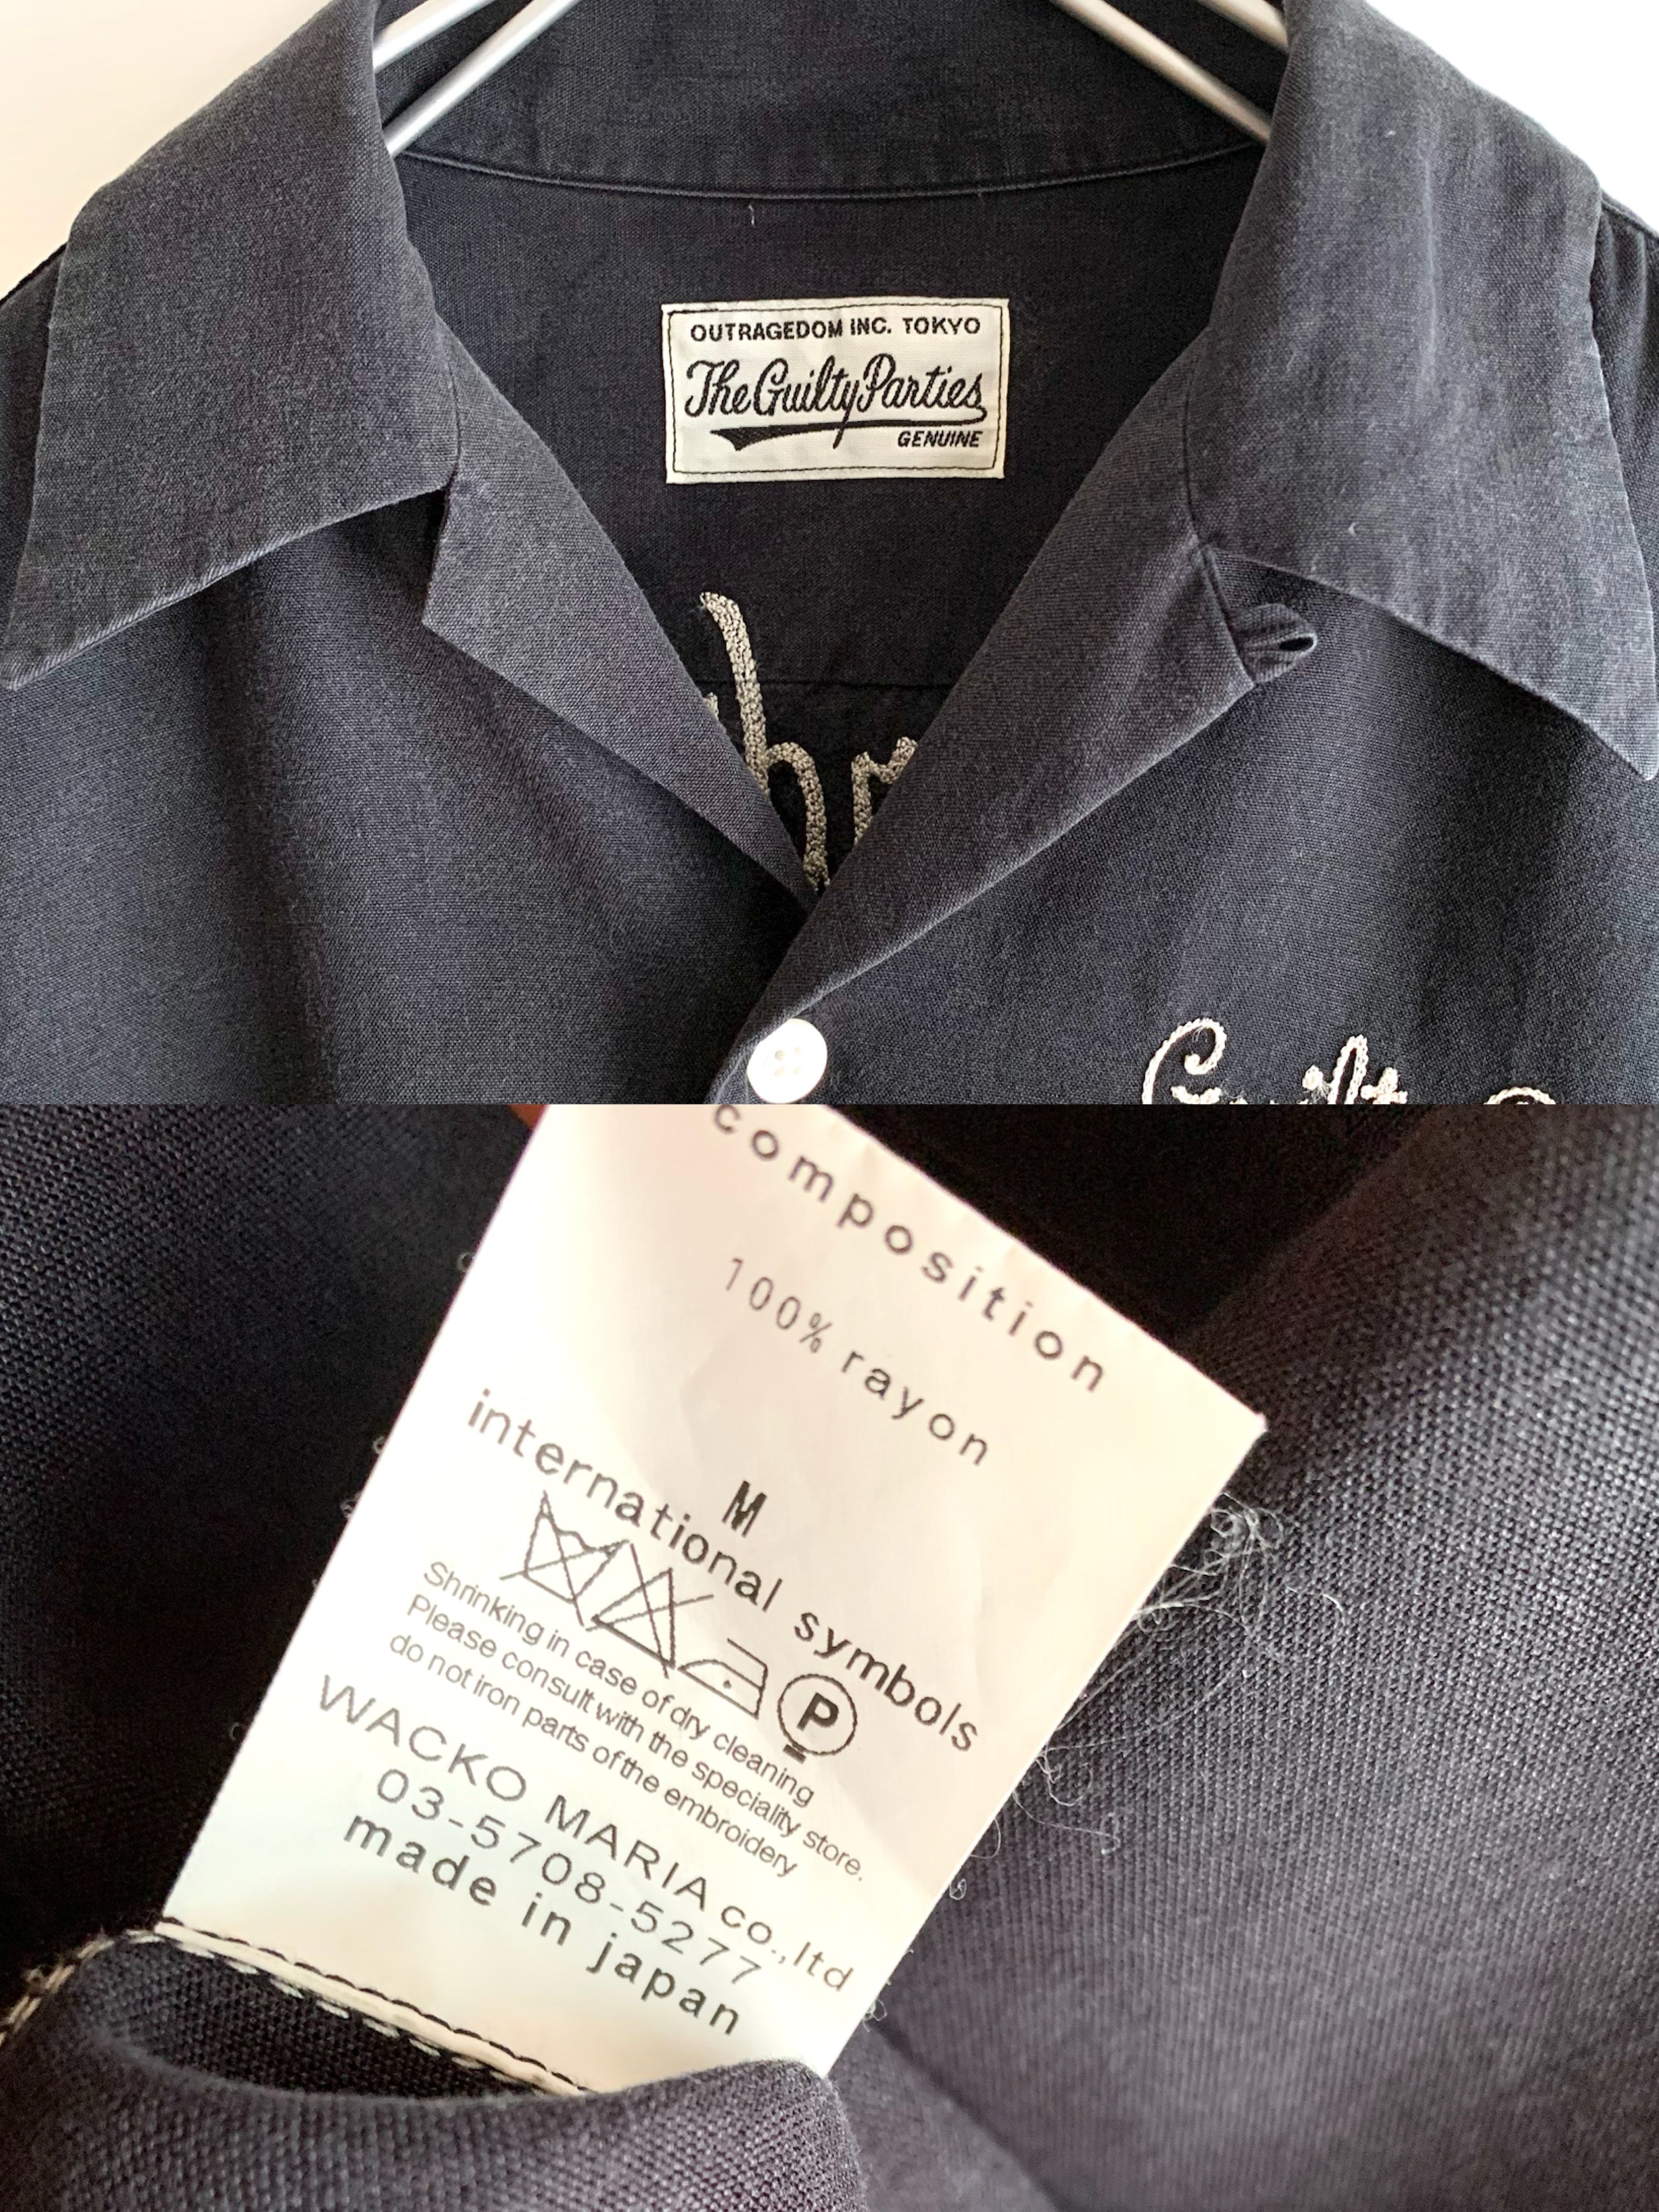 OUTRAGEDOM INC. TOKYO
The Guilty Parties
GENUINE
composition
100% rayon
M
international symbols
P
Shrinking in case of dry cleaning
Please consult with the speciality store.
do not iron parts of the embroidery
WACKO MARIA co.,ltd
03-5708-5277
made in japan